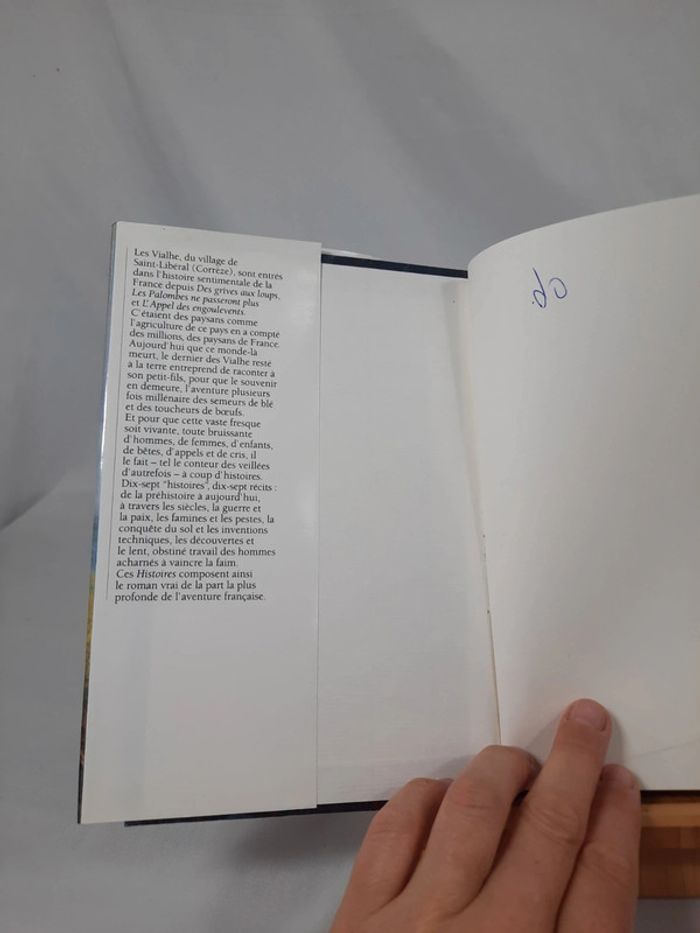 Les Vialhe, du village de
Saint-Libéral (Corrèze), sont entrés
dans l'histoire sentimentale de la
France depuis Des grives aux loups,
Les Palombes ne passeront plus
et L'Appel des engoulevents.
C'étaient des paysans comme
l'agriculture de ce pays en a compté
des millions, des paysans de France.
Aujourd'hui que ce monde-là
meurt, le dernier des Vialhe resté
à la terre entreprend de raconter à
son petit-fils, pour que le souvenir
en demeure, l'aventure plusieurs
fois millénaire des semeurs de blé
et des toucheurs de bœufs.
Et pour que cette vaste fresque
soit vivante, toute bruissante
d'hommes, de femmes, d'enfants,
de bêtes, d'appels et de cris, il
le fait – tel le conteur des veillées
d'autrefois – à coup d'histoires.
Dix-sept "histoires", dix-sept récits :
de la préhistoire à aujourd'hui,
à travers les siècles, la guerre et
la paix, les famines et les pestes, la
conquête du sol et les inventions
techniques, les découvertes et
le lent, obstiné travail des hommes
acharnés à vaincre la faim.
Ces Histoires composent ainsi
le roman vrai de la part la plus
profonde de l'aventure française.